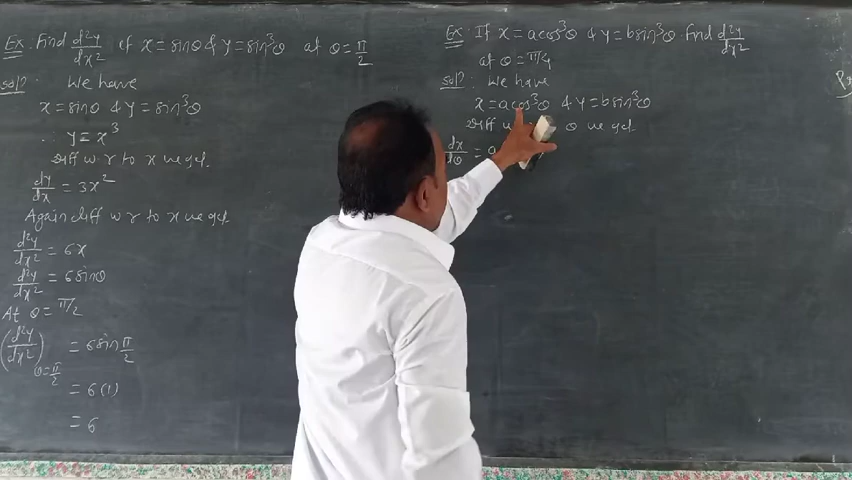 Ex: Find d²y/dx² if x = sinθ & y = sin³θ at θ = π/2
Sol?: We have
x = sinθ & y = sin³θ
∴ y = x³
Diff w r to x we get
dy/dx = 3x²
Again diff w r to x we get
d²y/dx² = 6x
d²y/dx² = 6sinθ
At θ = π/2
(d²y/dx²)θ=π/2 = 6sin π/2
= 6(1)
= 6
Ex: If x = acos³θ & y = bsin³θ Find d²y/dx²
at θ = π/4
Sol?: We have
x = acos³θ & y = bsin³θ
Diff w θ we get
dx/dθ = a